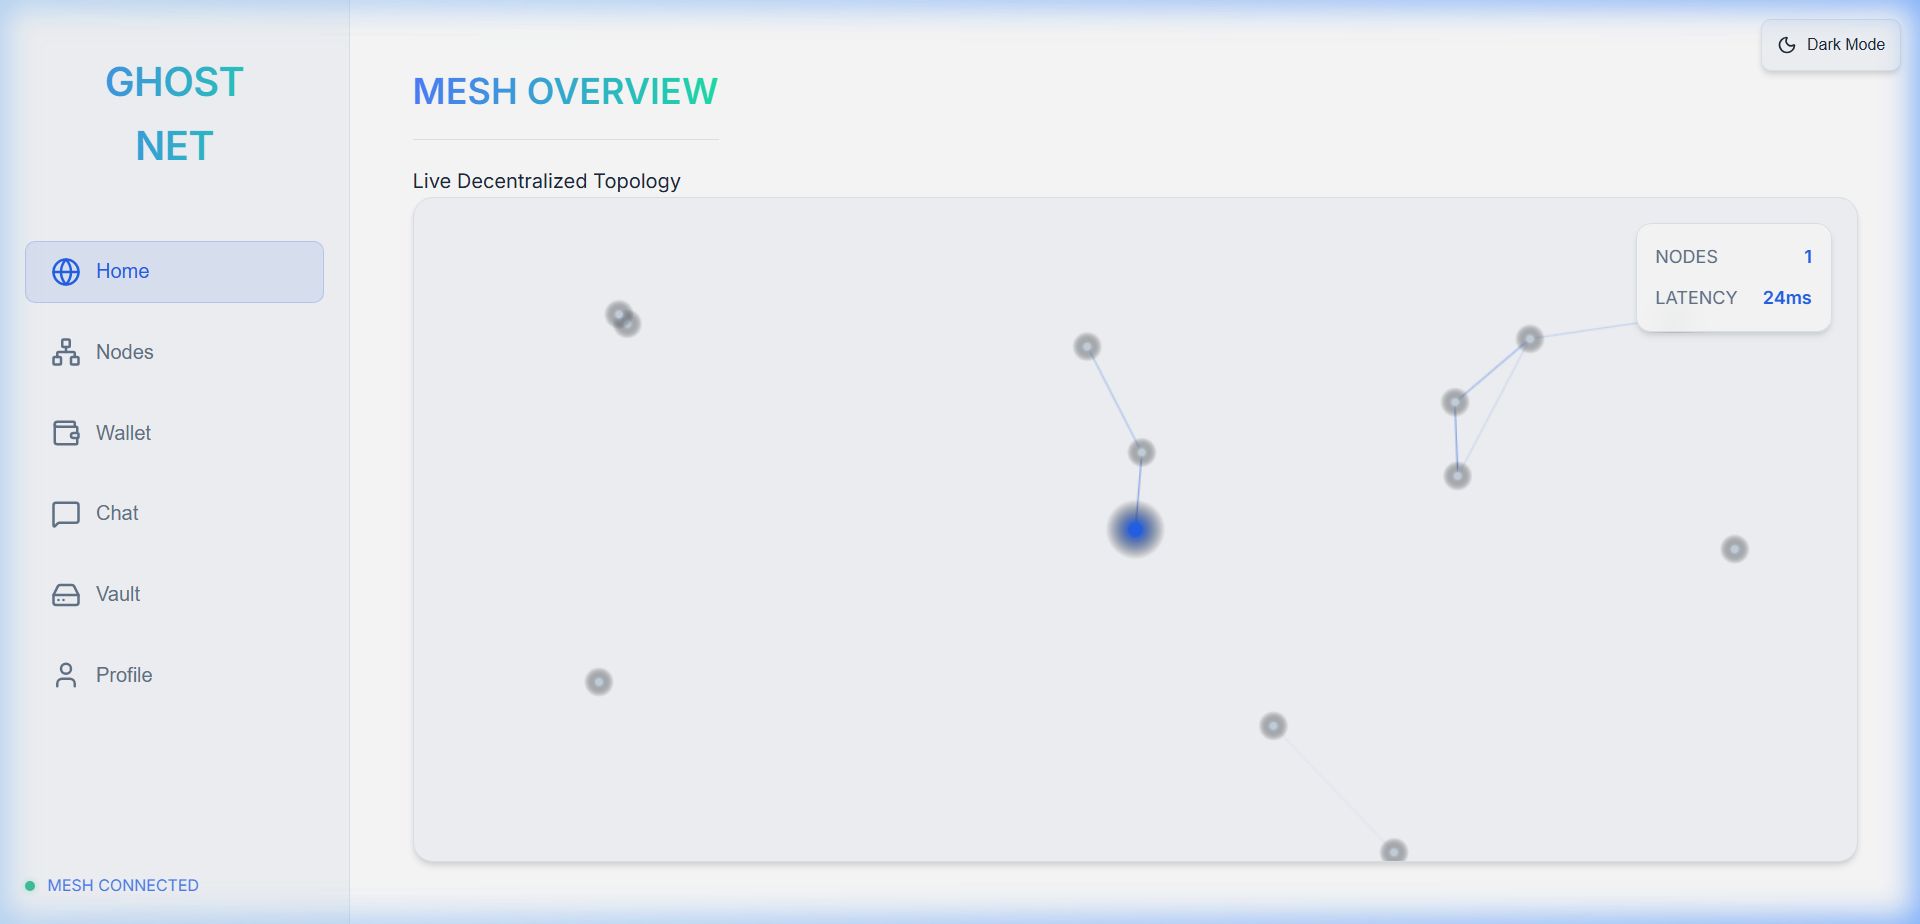 GHOST
NET
Home
Nodes
Wallet
Chat
Vault
Profile
MESH CONNECTED
Dark Mode
MESH OVERVIEW
Live Decentralized Topology
NODES 1
LATENCY 24ms